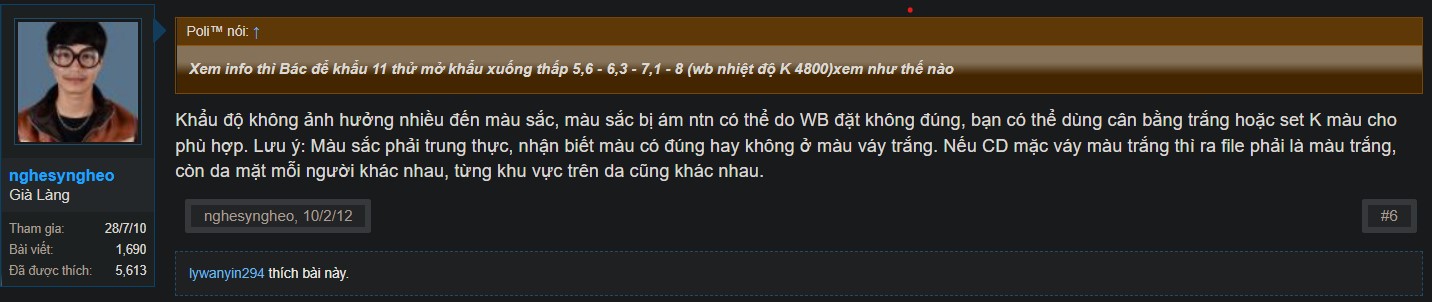 Poli™ nói: ↑
Xem info thì Bác để khẩu 11 thử mở khẩu xuống thấp 5,6 - 6,3 - 7,1 - 8 (wb nhiệt độ K 4800)xem như thế nào
Khẩu độ không ảnh hưởng nhiều đến màu sắc, màu sắc bị ám ntn có thể do WB đặt không đúng, bạn có thể dùng cân bằng trắng hoặc set K màu cho
phù hợp. Lưu ý: Màu sắc phải trung thực, nhận biết màu có đúng hay không ở màu váy trắng. Nếu CD mặc váy màu trắng thì ra file phải là màu trắng,
còn da mặt mỗi người khác nhau, từng khu vực trên da cũng khác nhau.
nghesyngheo
Già Làng
Tham gia: 28/7/10
Bài viết: 1,690
Đã được thích: 5,613
nghesyngheo, 10/2/12
#6
lywanyin294 thích bài này.